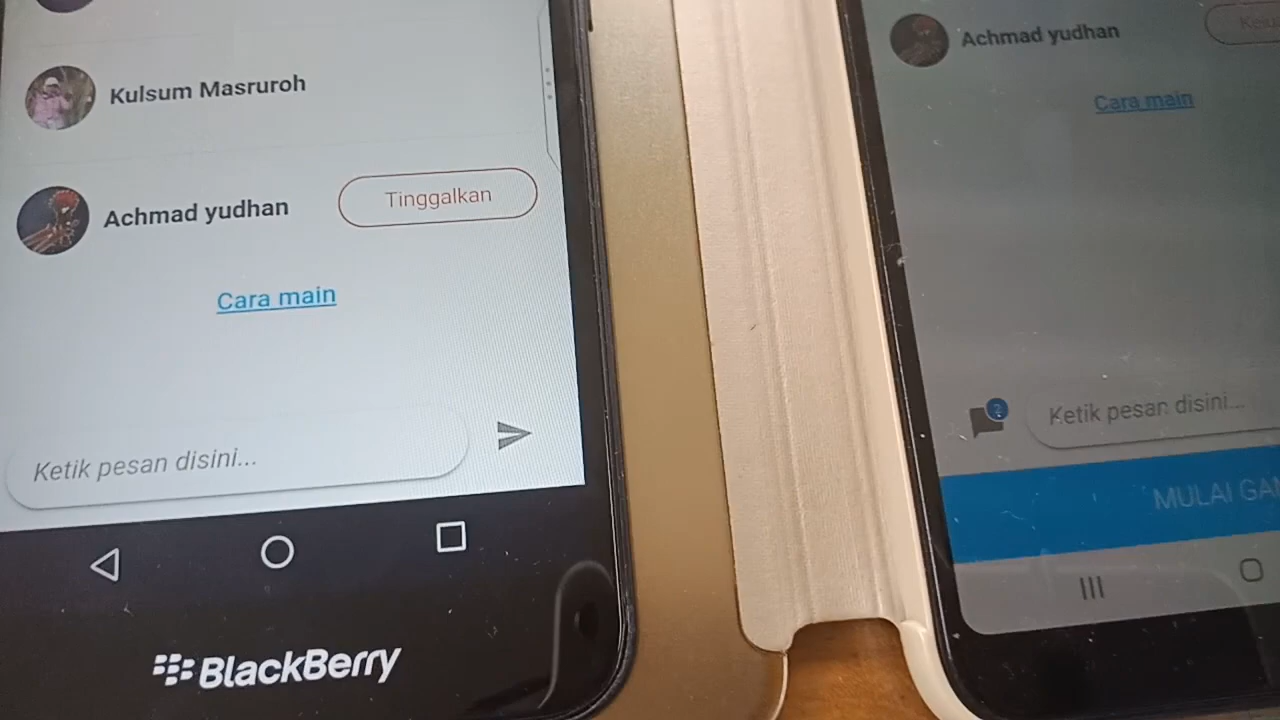 Kulsum Masruroh
Achmad yudhan
Tinggalkan
Cara main
Ketik pesan disini...
BlackBerry
Achmad yudhan
Cara main
2
Ketik pesan disini...
MULAI